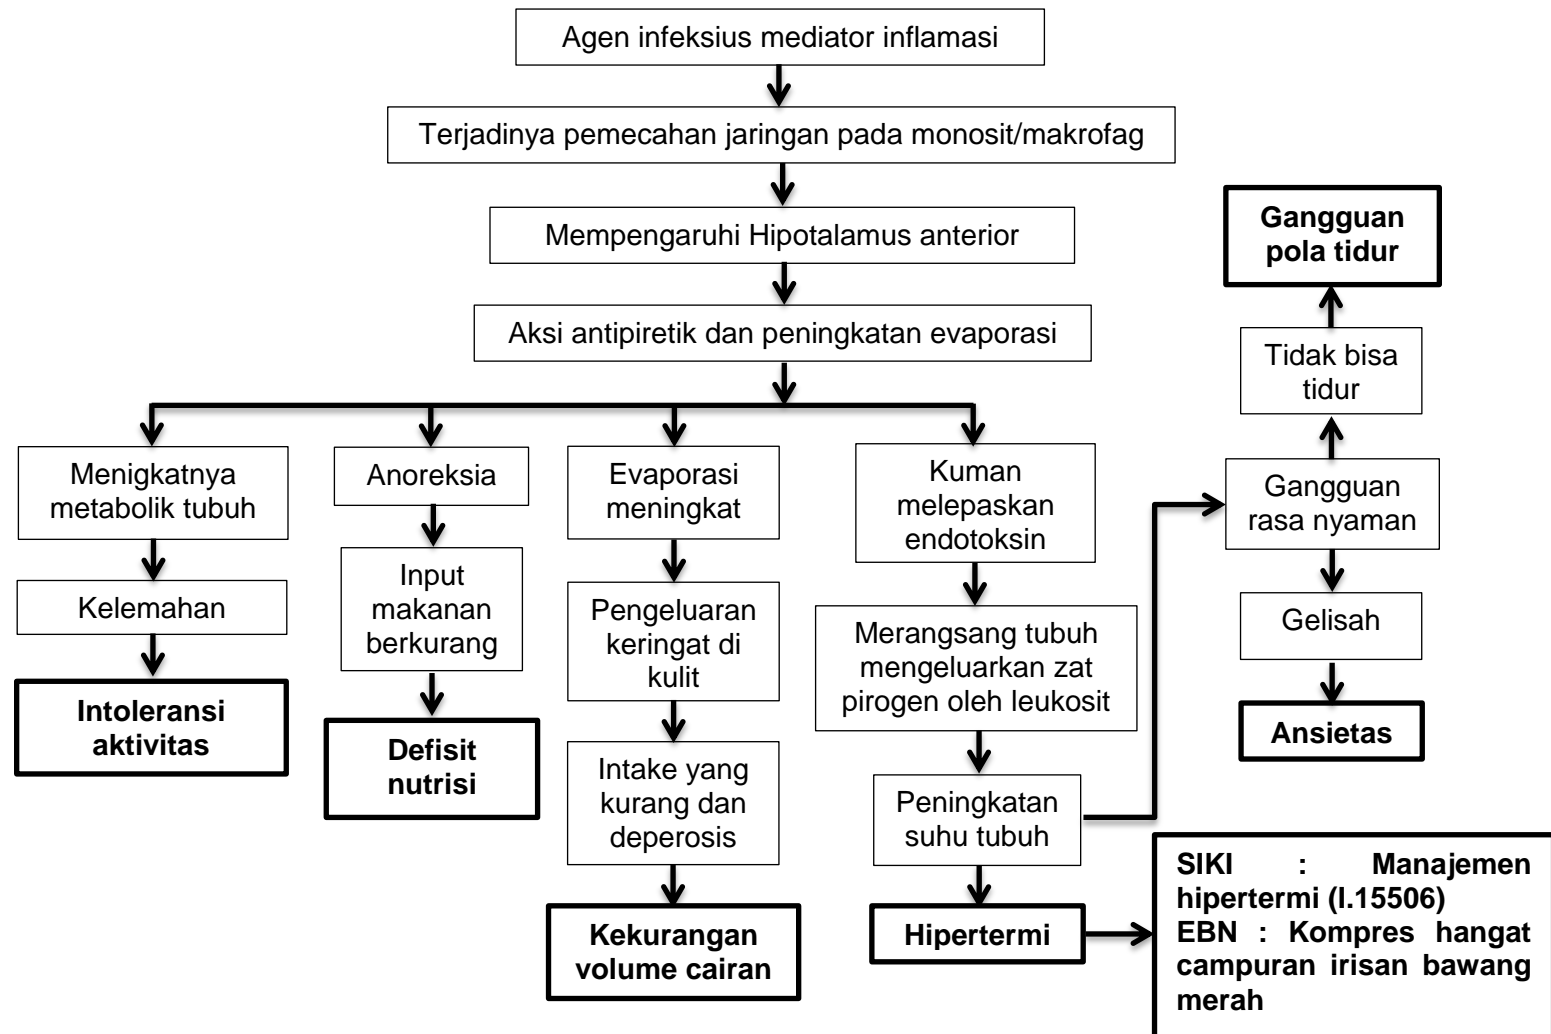 Agen infeksius mediator inflamasi
Terjadinya pemecahan jaringan pada monosit/makrofag
Mempengaruhi Hipotalamus anterior
Aksi antipiretik dan peningkatan evaporasi
Menigkatnya
metabolik tubuh
Kelemahan
Intoleransi
aktivitas
Anoreksia
Input
makanan
berkurang
Defisit
nutrisi
Evaporasi
meningkat
Pengeluaran
keringat di
kulit
Intake yang
kurang dan
deperosis
Kekurangan
volume cairan
Kuman
melepaskan
endotoksin
Merangsang tubuh
mengeluarkan zat
pirogen oleh leukosit
Peningkatan
suhu tubuh
Hipertermi
Gangguan
pola tidur
Tidak bisa
tidur
Gangguan
rasa nyaman
Gelisah
Ansietas
SIKI : Manajemen
hipertermi (I.15506)
EBN : Kompres hangat
campuran irisan bawang
merah